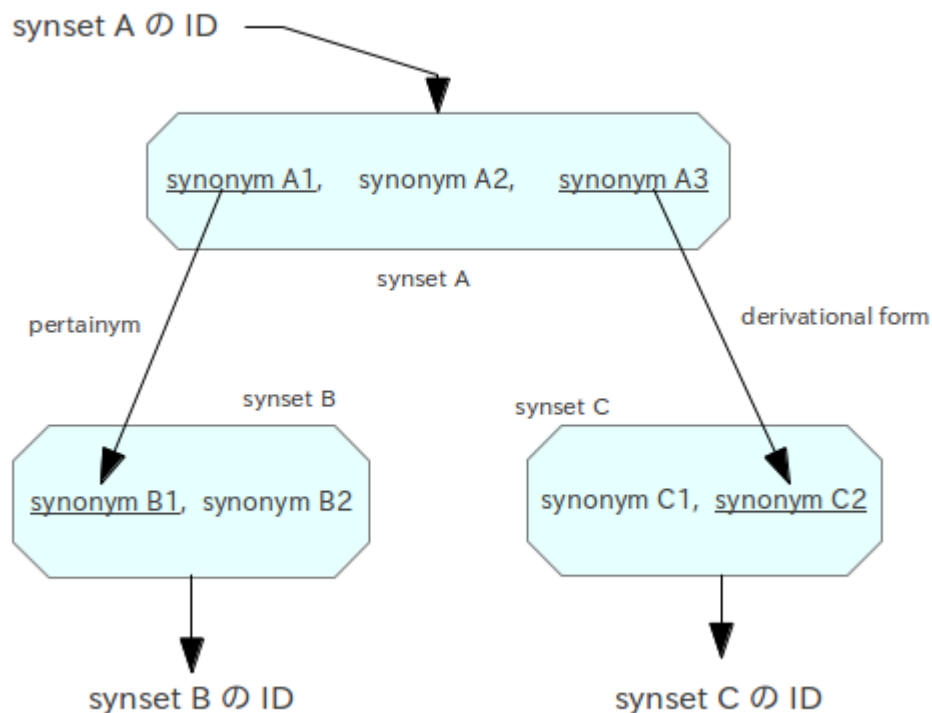 synset A の ID
synonym A1, synonym A2, synonym A3
synset A
pertainym
derivational form
synset B
synset C
synonym B1, synonym B2
synonym C1, synonym C2
synset B の ID
synset C の ID